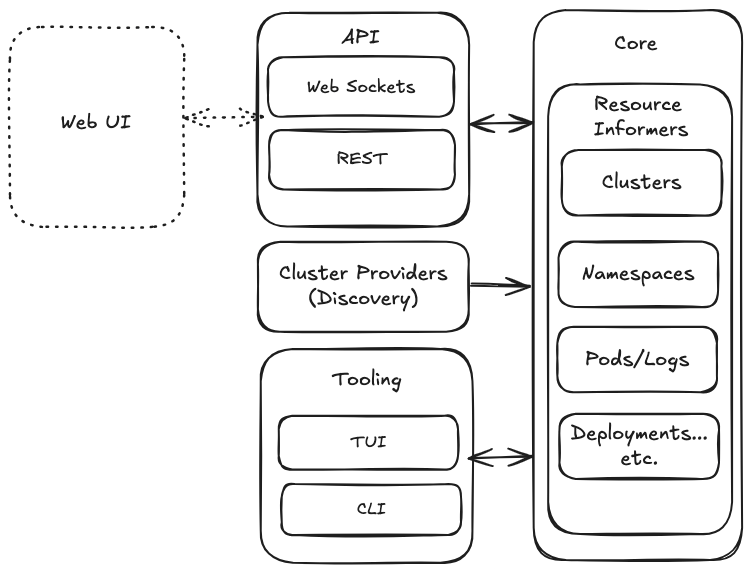 Web UI
API
Web Sockets
REST
Cluster Providers
(Discovery)
Tooling
TUI
CLI
Core
Resource
Informers
Clusters
Namespaces
Pods/Logs
Deployments...
etc.